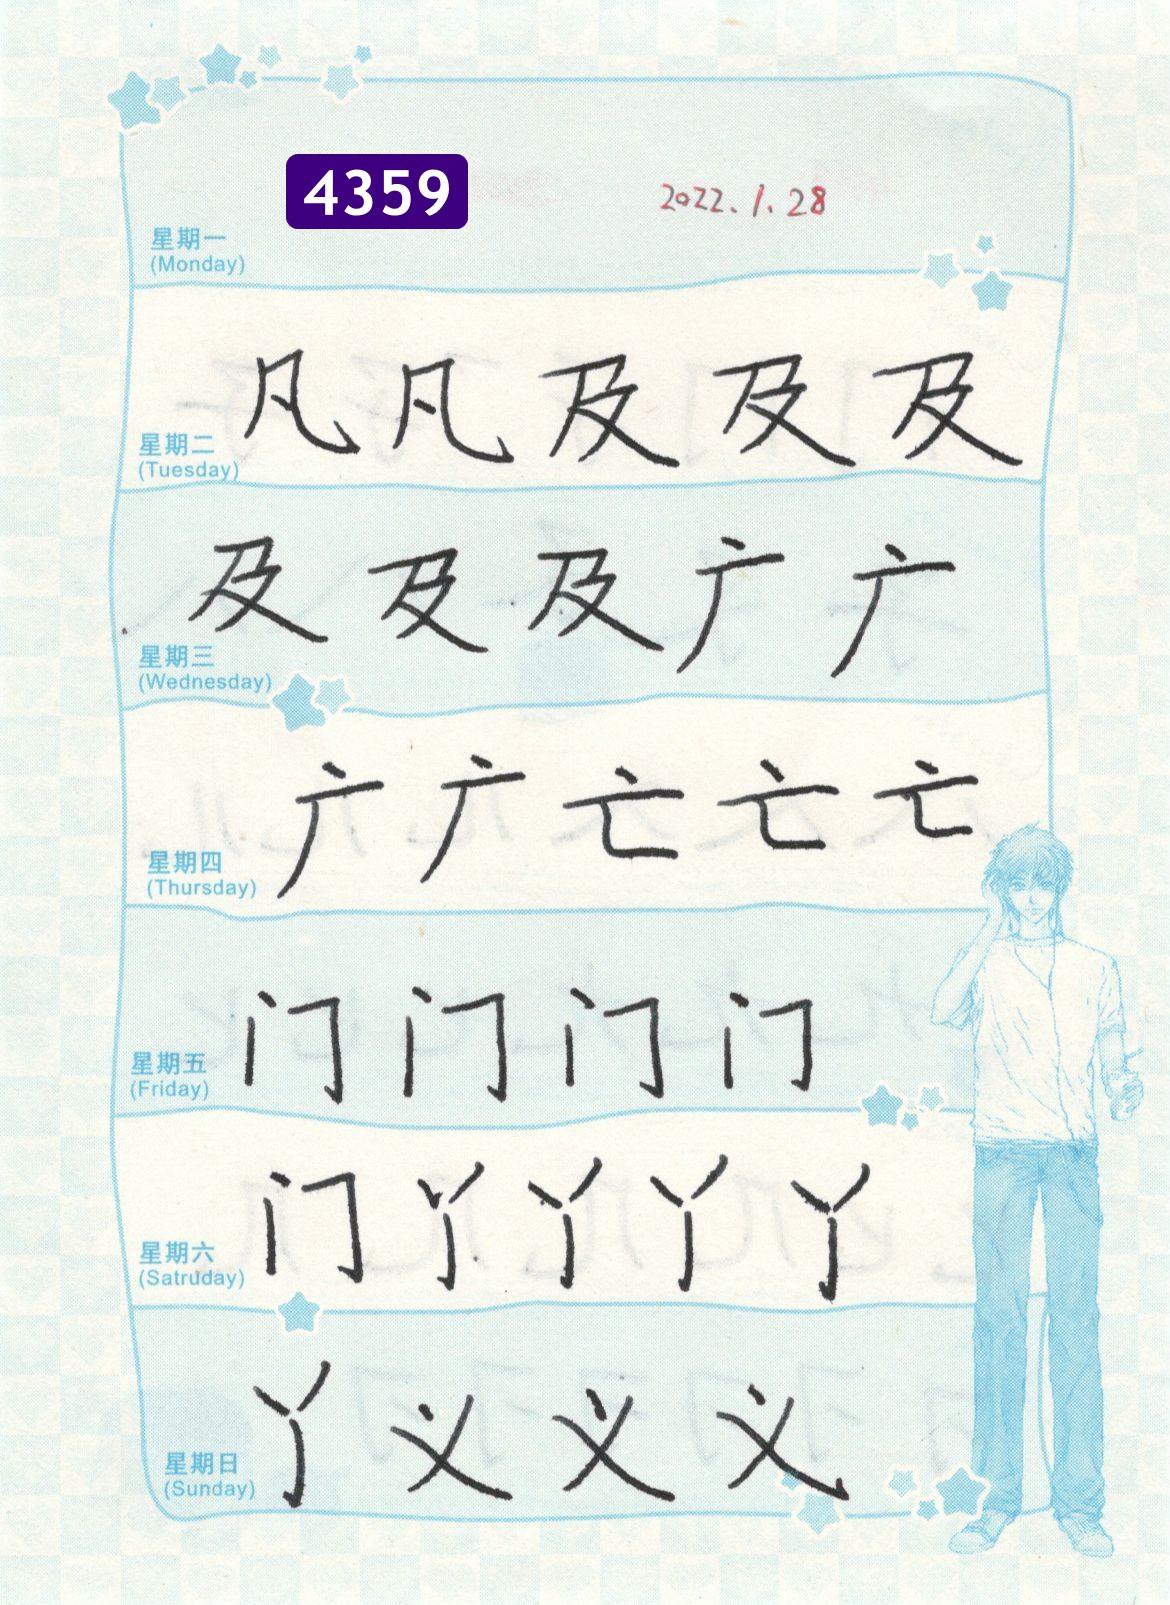 4359 2022.1.28
星期一
(Monday)
凡凡及及及
星期二
(Tuesday)
及及及广广
星期三
(Wednesday)
广广亡亡亡
星期四
(Thursday)
门门门门
星期五
(Friday)
门丫丫丫丫
星期六
(Satruday)
丫义义义
星期日
(Sunday)